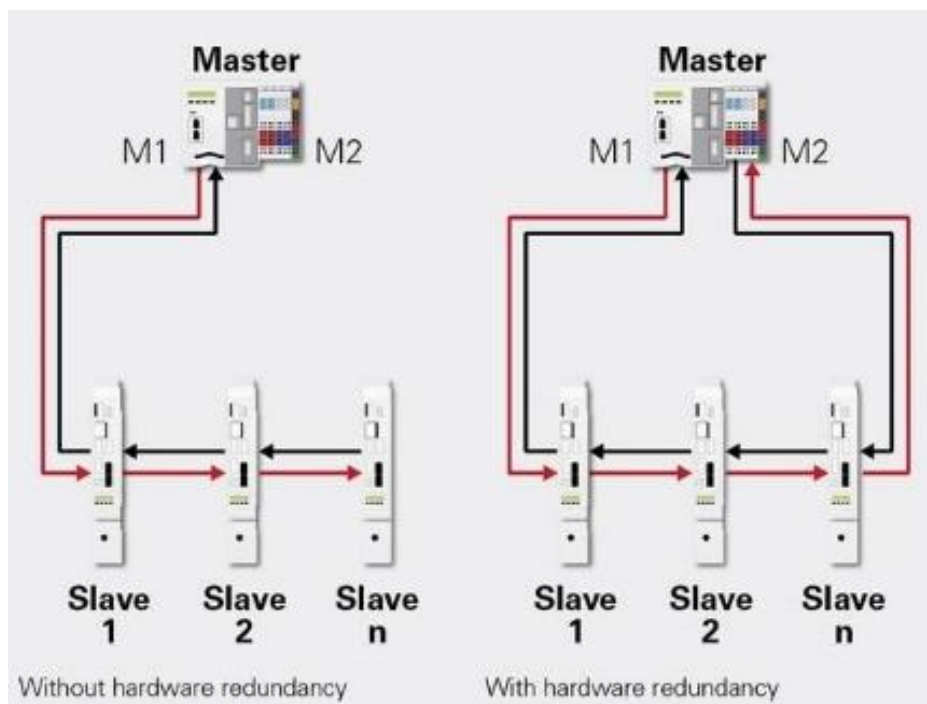 Master
M1
M2
Slave
1
Slave
2
Slave
n
Without hardware redundancy
Master
M1
M2
Slave
1
Slave
2
Slave
n
With hardware redundancy